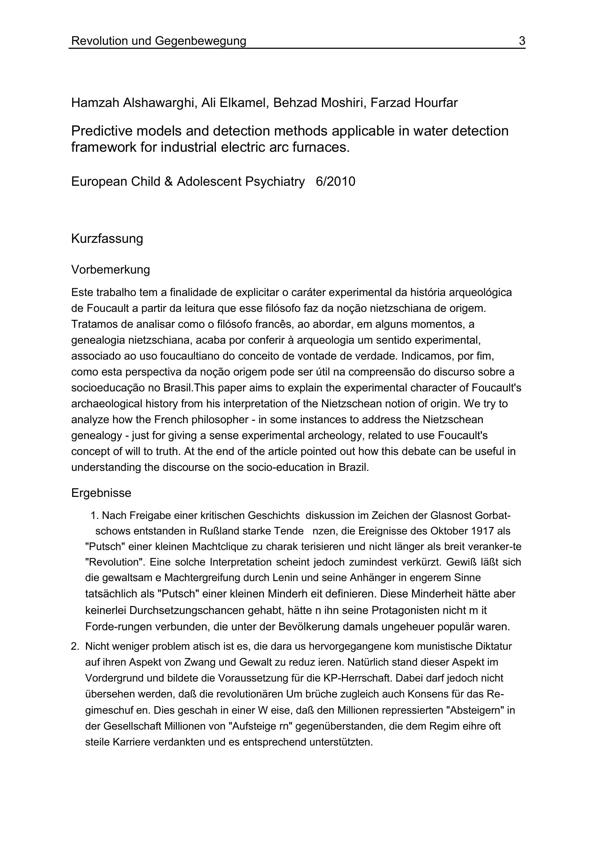 Revolution und Gegenbewegung 3
Hamzah Alshawarghi, Ali Elkamel, Behzad Moshiri, Farzad Hourfar
Predictive models and detection methods applicable in water detection
framework for industrial electric arc furnaces.
European Child & Adolescent Psychiatry 6/2010
Kurzfassung
Vorbemerkung
Este trabalho tem a finalidade de explicitar o caráter experimental da história arqueológica
de Foucault a partir da leitura que esse filósofo faz da noção nietzschiana de origem.
Tratamos de analisar como o filósofo francês, ao abordar, em alguns momentos, a
genealogia nietzschiana, acaba por conferir à arqueologia um sentido experimental,
associado ao uso foucaultiano do conceito de vontade de verdade. Indicamos, por fim,
como esta perspectiva da noção origem pode ser útil na compreensão do discurso sobre a
socioeducação no Brasil.This paper aims to explain the experimental character of Foucault's
archaeological history from his interpretation of the Nietzschean notion of origin. We try to
analyze how the French philosopher - in some instances to address the Nietzschean
genealogy - just for giving a sense experimental archeology, related to use Foucault's
concept of will to truth. At the end of the article pointed out how this debate can be useful in
understanding the discourse on the socio-education in Brazil.
Ergebnisse
1. Nach Freigabe einer kritischen Geschichts diskussion im Zeichen der Glasnost Gorbat-
schows entstanden in Rußland starke Tende nzen, die Ereignisse des Oktober 1917 als
"Putsch" einer kleinen Machtclique zu charak terisieren und nicht länger als breit veranker-te
"Revolution". Eine solche Interpretation scheint jedoch zumindest verkürzt. Gewiß läßt sich
die gewaltsam e Machtergreifung durch Lenin und seine Anhänger in engerem Sinne
tatsächlich als "Putsch" einer kleinen Minderh eit definieren. Diese Minderheit hätte aber
keinerlei Durchsetzungschancen gehabt, hätte n ihn seine Protagonisten nicht m it
Forde-rungen verbunden, die unter der Bevölkerung damals ungeheuer populär waren.
2. Nicht weniger problem atisch ist es, die dara us hervorgegangene kom munistische Diktatur
auf ihren Aspekt von Zwang und Gewalt zu reduz ieren. Natürlich stand dieser Aspekt im
Vordergrund und bildete die Voraussetzung für die KP-Herrschaft. Dabei darf jedoch nicht
übersehen werden, daß die revolutionären Um brüche zugleich auch Konsens für das Re-
gimeschuf en. Dies geschah in einer W eise, daß den Millionen repressierten "Absteigern" in
der Gesellschaft Millionen von "Aufsteige rn" gegenüberstanden, die dem Regim eihre oft
steile Karriere verdankten und es entsprechend unterstützten.